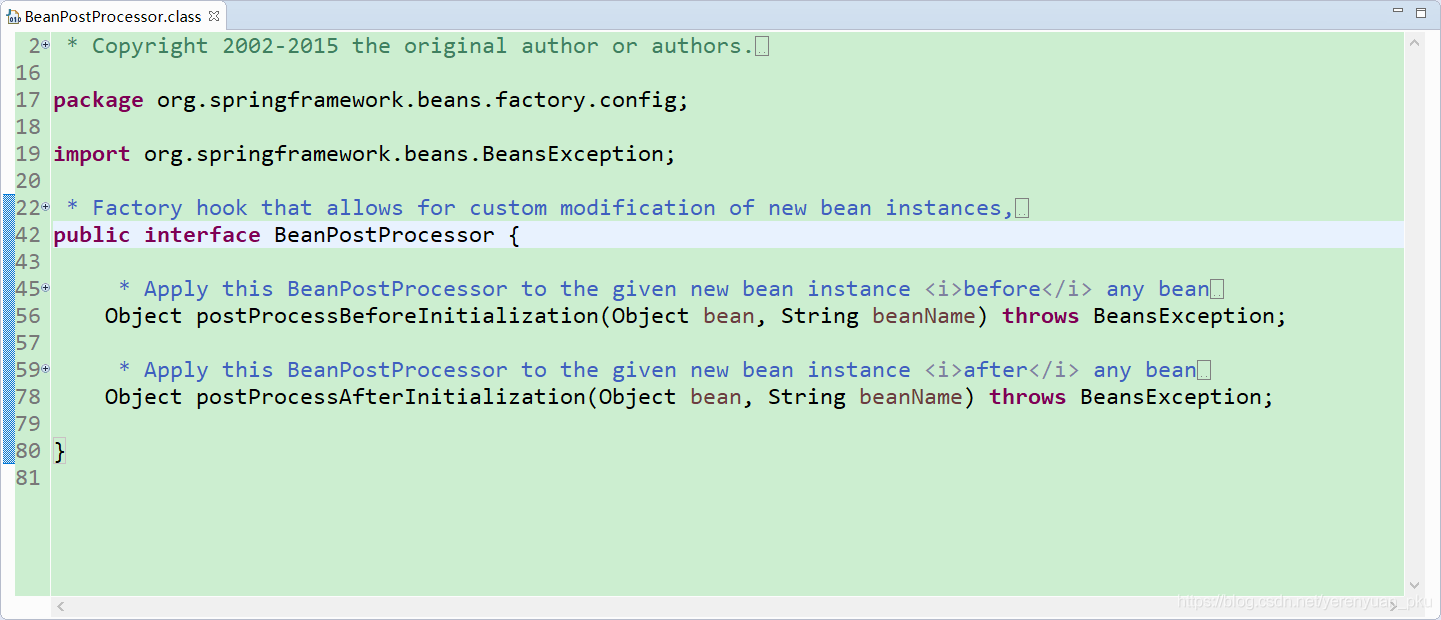 BeanPostProcessor.class
2 * Copyright 2002-2015 the original author or authors.
16
17 package org.springframework.beans.factory.config;
18
19 import org.springframework.beans.BeansException;
20
22 * Factory hook that allows for custom modification of new bean instances,
42 public interface BeanPostProcessor {
43
45 * Apply this BeanPostProcessor to the given new bean instance <i>before</i> any bean
56 Object postProcessBeforeInitialization(Object bean, String beanName) throws BeansException;
57
59 * Apply this BeanPostProcessor to the given new bean instance <i>after</i> any bean
78 Object postProcessAfterInitialization(Object bean, String beanName) throws BeansException;
79
80 }
81
https://blog.csdn.net/yerenyuan_pku